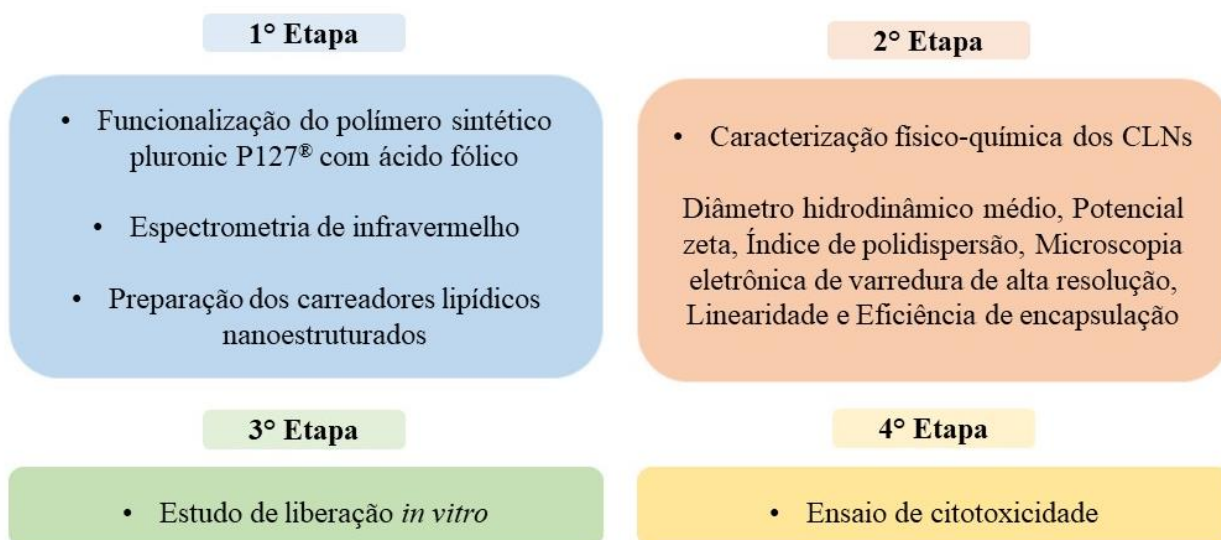 1° Etapa
• Funcionalização do polímero sintético
pluronic P127® com ácido fólico
• Espectrometria de infravermelho
• Preparação dos carreadores lipídicos
nanoestruturados
2° Etapa
• Caracterização físico-química dos CLNs
Diâmetro hidrodinâmico médio, Potencial
zeta, Índice de polidispersão, Microscopia
eletrônica de varredura de alta resolução,
Linearidade e Eficiência de encapsulação
3° Etapa
• Estudo de liberação in vitro
4° Etapa
• Ensaio de citotoxicidade